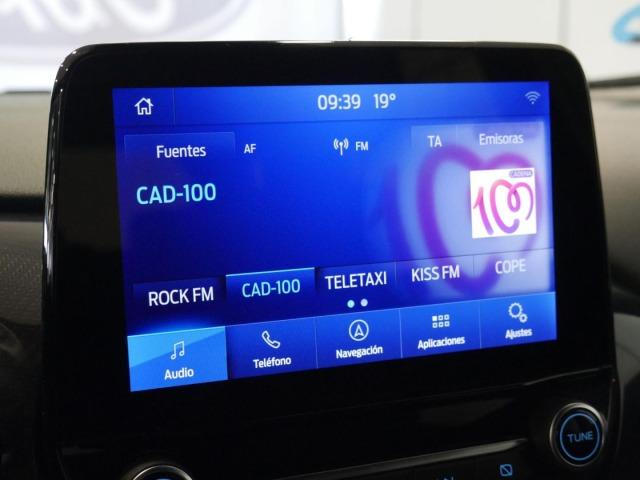 09:39 19°
Fuentes AF FM TA Emisoras
CAD-100
CADENA
100
ROCK FM CAD-100 TELETAXI KISS FM COPE
Audio Teléfono Navegación Aplicaciones Ajustes
TUNE